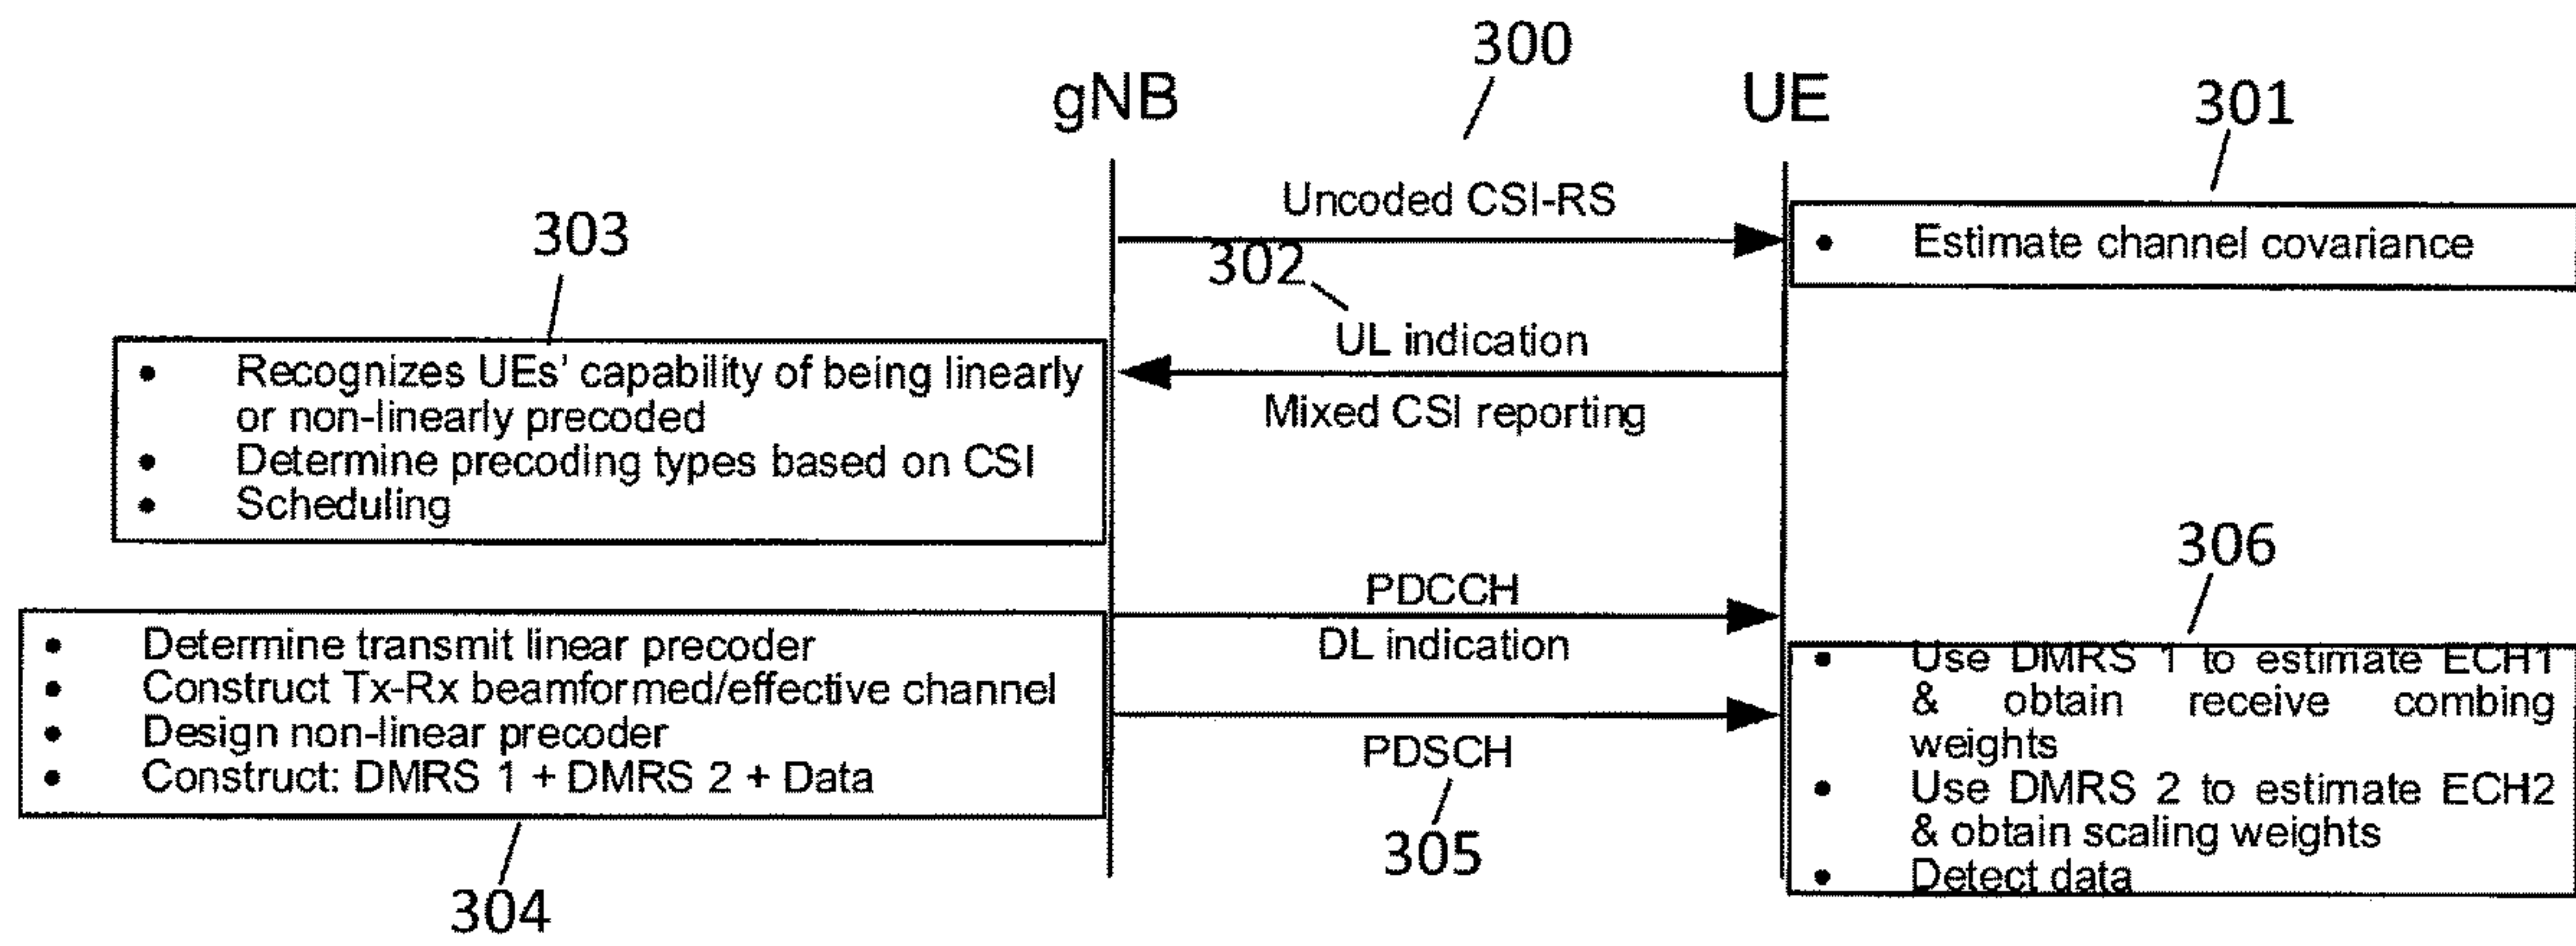 300
gNB
UE
301
Uncoded CSI-RS
303
302
• Estimate channel covariance
UL indication
• Recognizes UEs' capability of being linearly
or non-linearly precoded
Mixed CSI reporting
• Determine precoding types based on CSI
• Scheduling
306
PDCCH
DL indication
• Determine transmit linear precoder
• Construct Tx-Rx beamformed/effective channel
• Design non-linear precoder
• Construct: DMRS 1 + DMRS 2 + Data
PDSCH
• Use DMRS 1 to estimate ECH1
& obtain receive combing
weights
• Use DMRS 2 to estimate ECH2
& obtain scaling weights
• Detect data
305
304